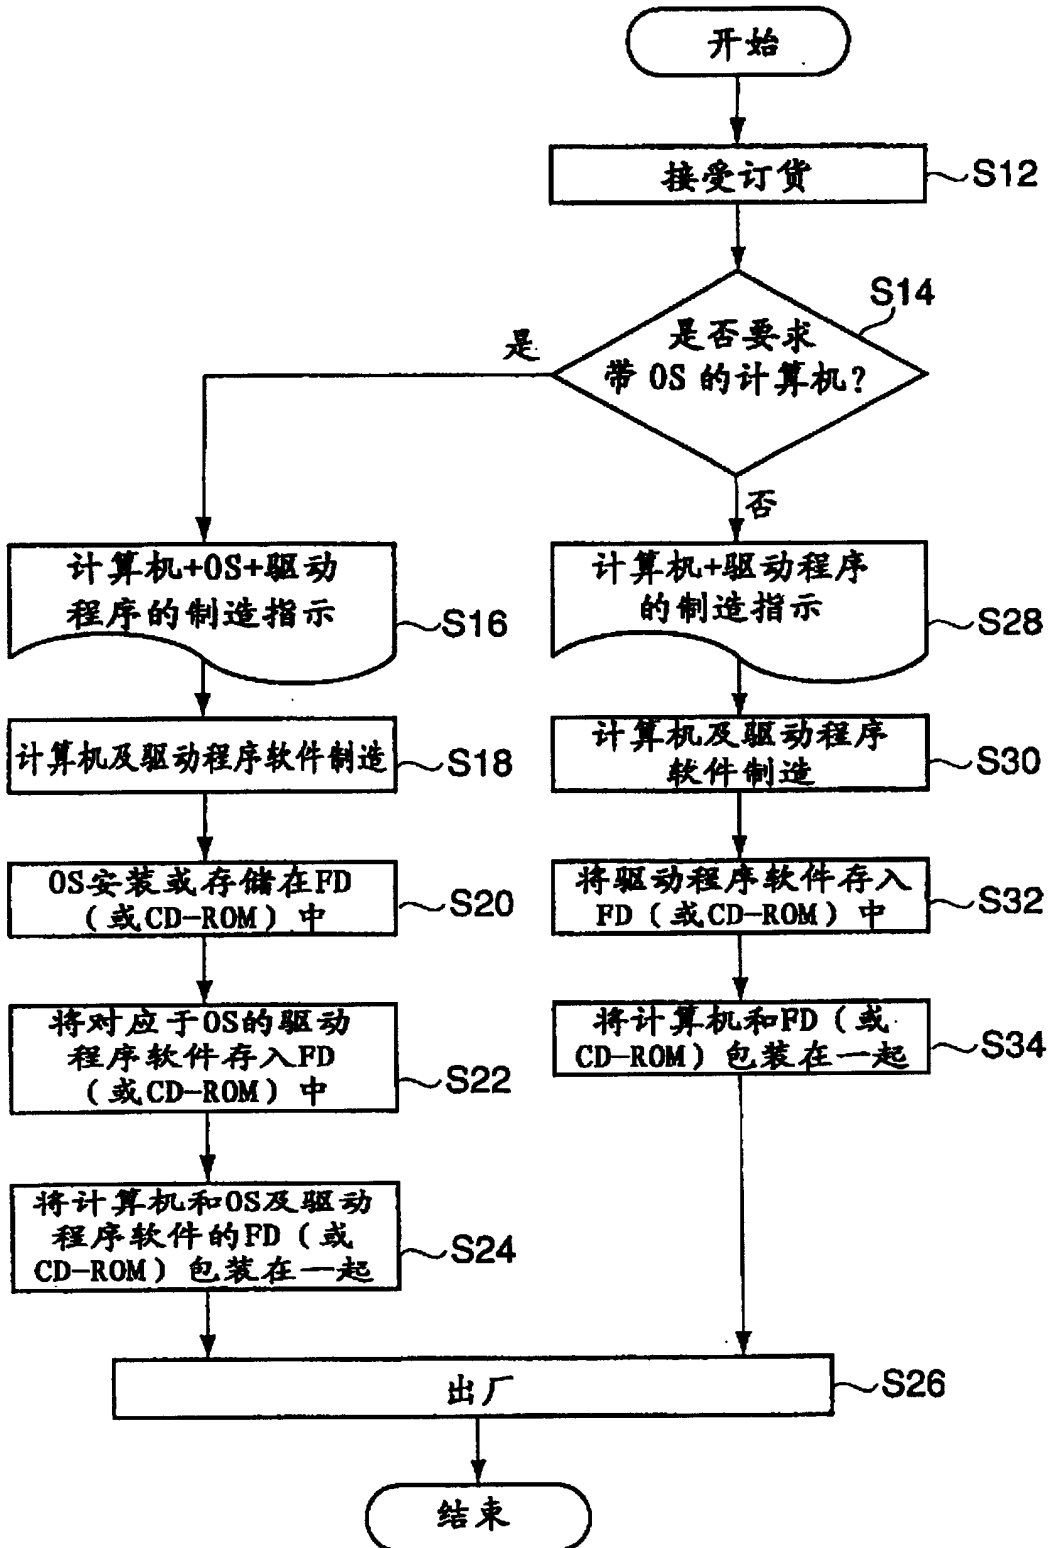 开始
接受订货
S12
S14
是否要求
带 OS 的计算机?
是
否
计算机+OS+驱动
程序的制造指示
S16
计算机及驱动程序软件制造
S18
OS安装或存储在FD
(或CD-ROM) 中
S20
将对应于OS的驱动
程序软件存入FD
(或CD-ROM) 中
S22
将计算机和OS及驱动
程序软件的FD (或
CD-ROM) 包装在一起
S24
计算机+驱动程序
的制造指示
S28
计算机及驱动程序
软件制造
S30
将驱动程序软件存入
FD (或CD-ROM) 中
S32
将计算机和FD (或
CD-ROM) 包装在一起
S34
出厂
S26
结束